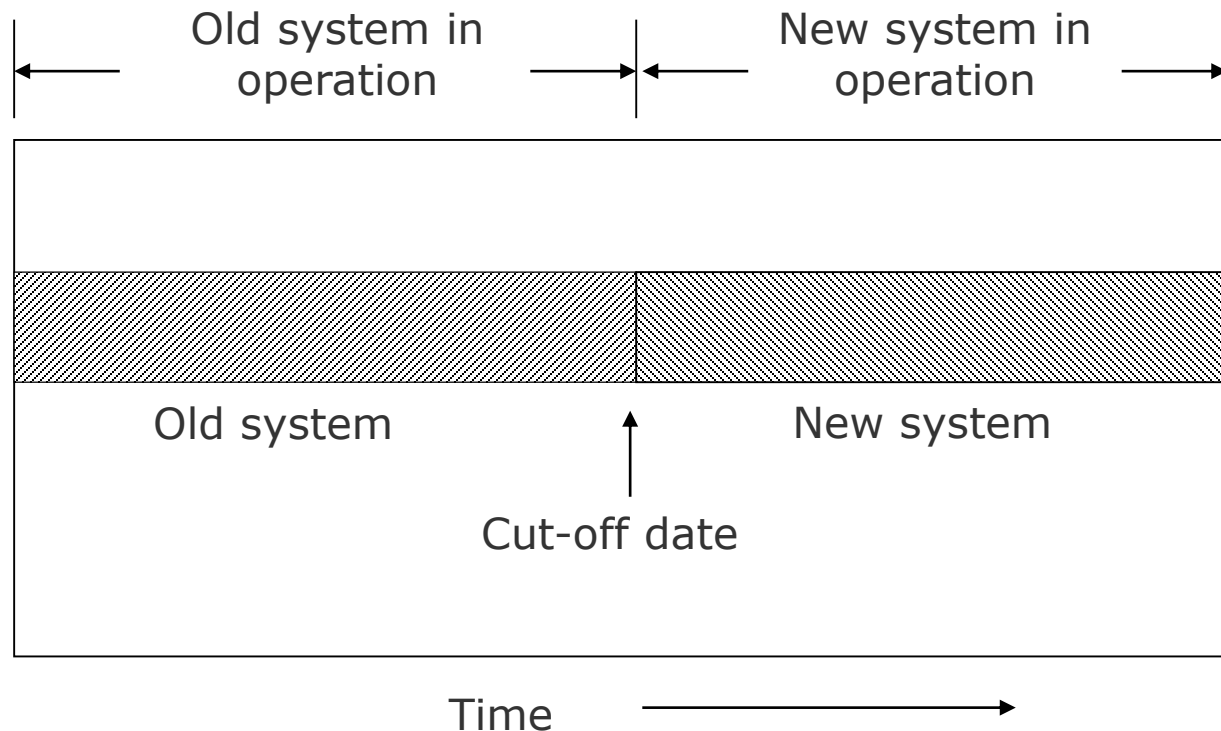 Old system in
operation
New system in
operation
Old system
New system
Cut-off date
Time